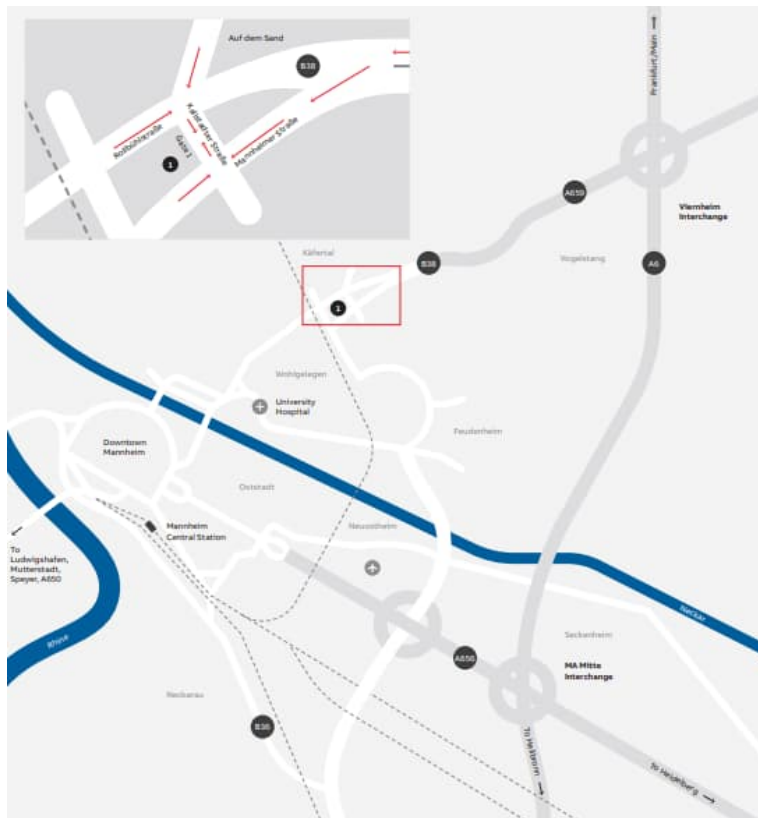 Auf dem Sand
B38
Kallstadter Straße
Roßbühlstraße
Gate 1
Mannheimer Straße
1
Frankfurt/Main
A659
Viernheim
Interchange
Käfertal
B38
Vogelstang
A6
1
Wohlgelegen
University
Hospital
Feudenheim
Downtown
Mannheim
Oststadt
Mannheim
Central Station
Neuostheim
To
Ludwigshafen,
Mutterstadt,
Speyer, A650
Neckar
Rhine
Seckenheim
A656
MA Mitte
Interchange
Neckarau
B36
To Heilbronn
To Heidelberg